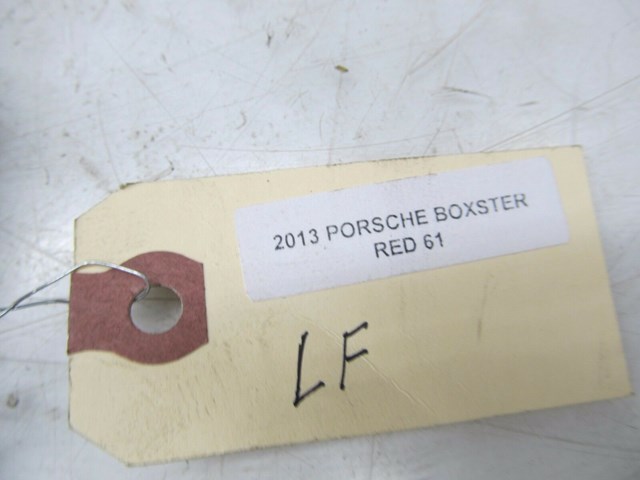 2013 PORSCHE BOXSTER
RED 61
LF